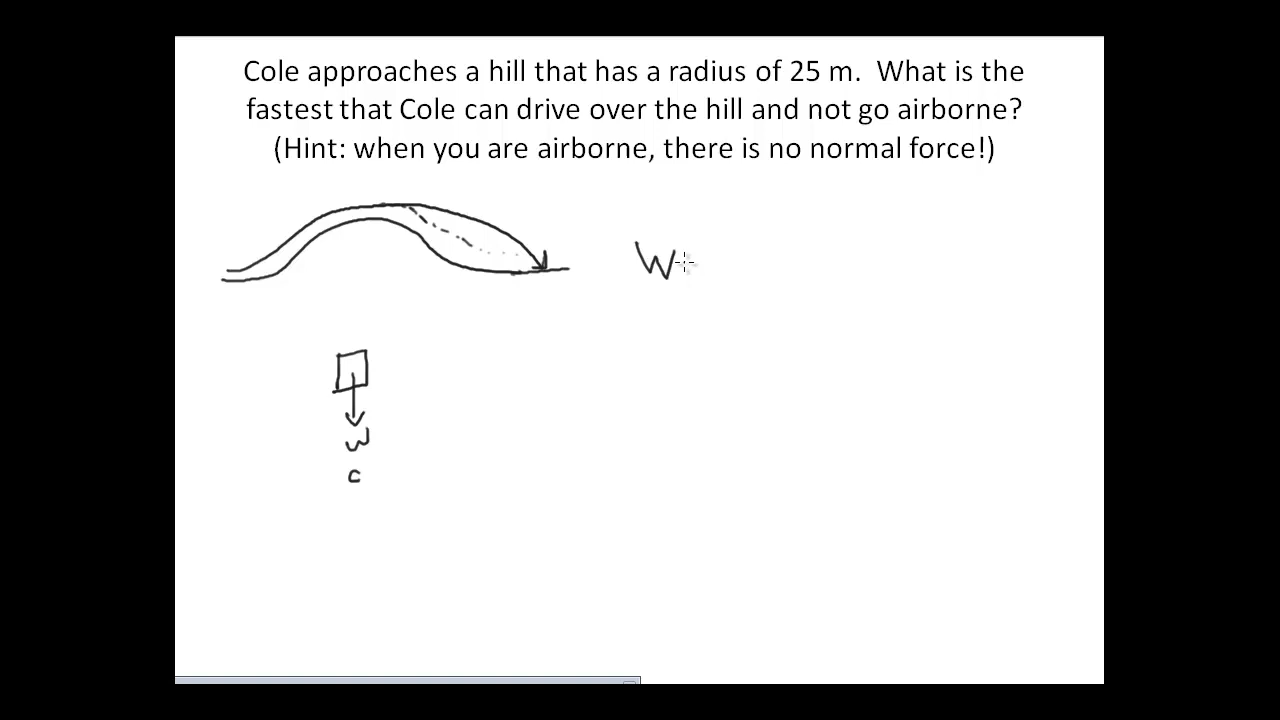 Cole approaches a hill that has a radius of 25 m. What is the
fastest that Cole can drive over the hill and not go airborne?
(Hint: when you are airborne, there is no normal force!)
W
W
c